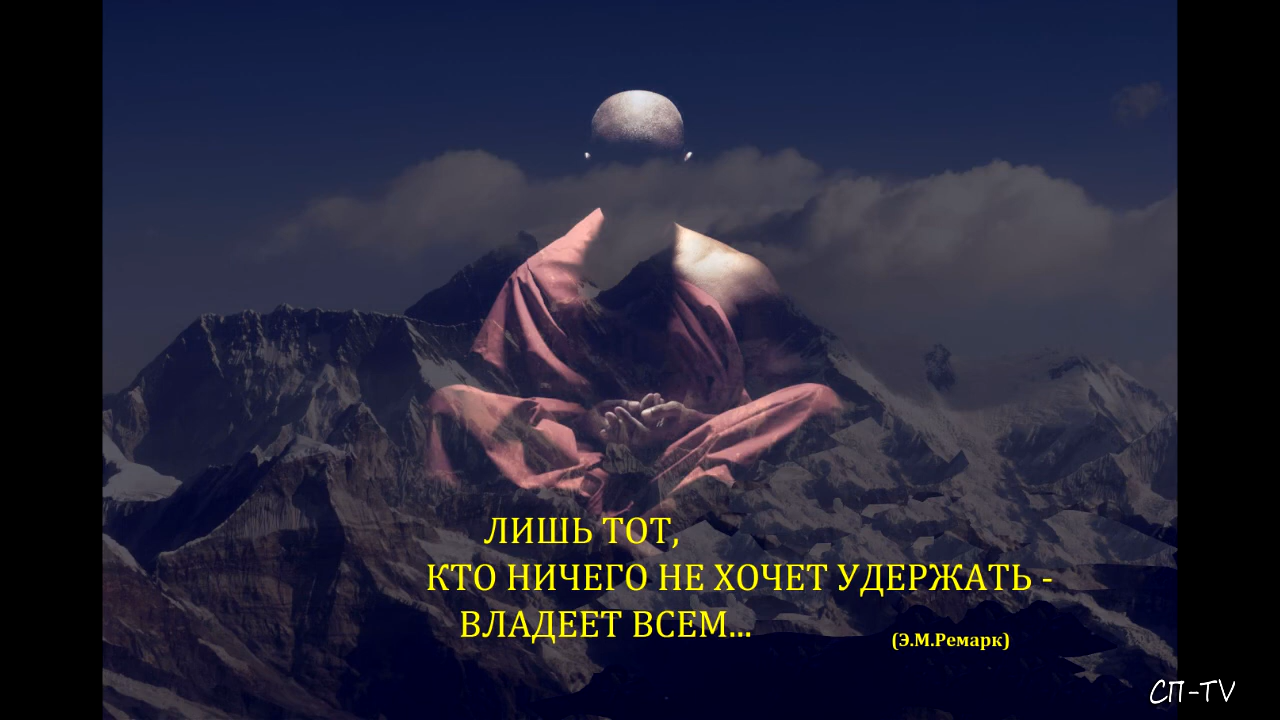 ЛИШЬ ТОТ,
КТО НИЧЕГО НЕ ХОЧЕТ УДЕРЖАТЬ -
ВЛАДЕЕТ ВСЕМ...
(Э.М.Ремарк)
СП-TV